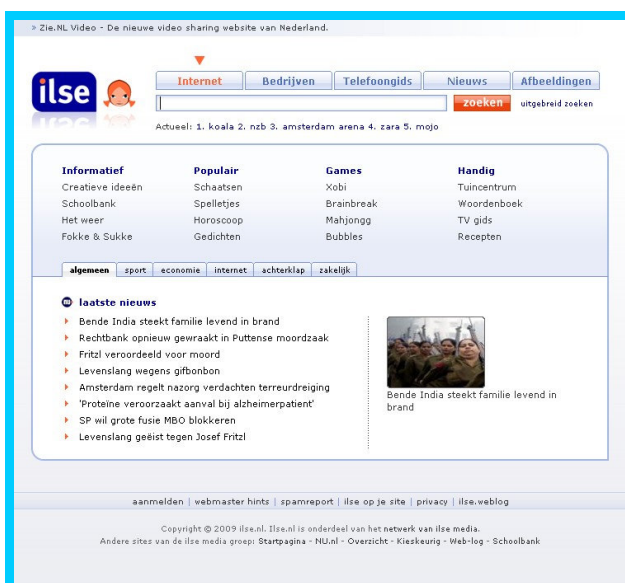 > Zie.NL Video - De nieuwe video sharing website van Nederland.
ilse
Internet Bedrijven Telefoongids Nieuws Afbeeldingen
zoeken uitgebreid zoeken
Actueel: 1. koala 2. nzb 3. amsterdam arena 4. zara 5. mojo
Informatief Populair Games Handig
Creatieve ideeën Schaatsen Xobi Tuincentrum
Schoolbank Spelletjes Brainbreak Woordenboek
Het weer Horoscoop Mahjongg TV gids
Fokke & Sukke Gedichten Bubbles Recepten
algemeen sport economie internet achterklap zakelijk
laatste nieuws
Bende India steekt familie levend in brand
Rechtbank opnieuw gewraakt in Puttense moordzaak
Fritzl veroordeeld voor moord
Levenslang wegens gifbonbon
Amsterdam regelt nazorg verdachten terreurdreiging
'Proteïne veroorzaakt aanval bij alzheimerpatient'
SP wil grote fusie MBO blokkeren
Levenslang geëist tegen Josef Fritzl
Bende India steekt familie levend in
brand
aanmelden | webmaster hints | spamreport | ilse op je site | privacy | ilse.weblog
Copyright © 2009 ilse.nl. Ilse.nl is onderdeel van het netwerk van ilse media.
Andere sites van de ilse media groep: Startpagina - NU.nl - Overzicht - Kieskeurig - Web-log - Schoolbank